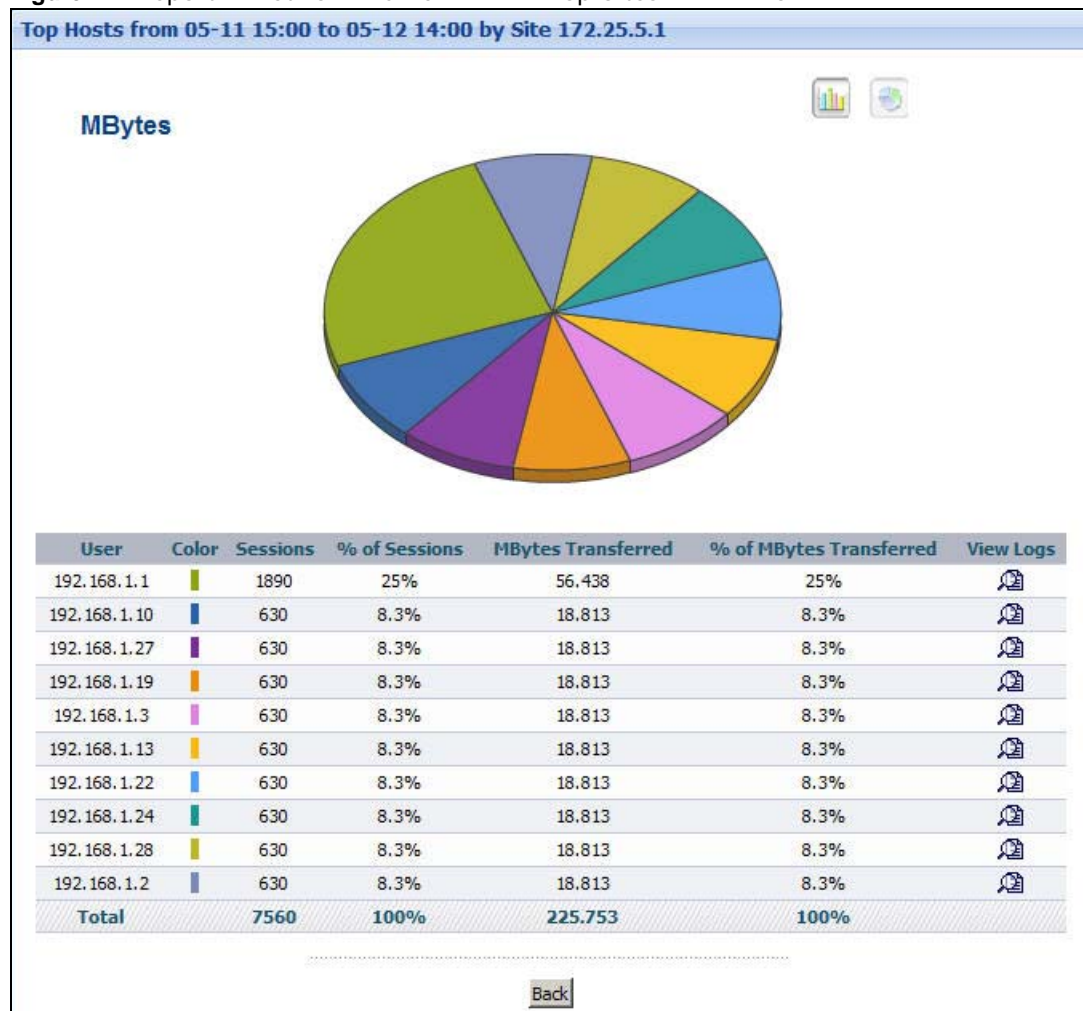 Top Hosts from 05-11 15:00 to 05-12 14:00 by Site 172.25.5.1
MBytes
User Color Sessions % of Sessions MBytes Transferred % of MBytes Transferred View Logs
192.168.1.1 1890 25% 56.438 25%
192.168.1.10 630 8.3% 18.813 8.3%
192.168.1.27 630 8.3% 18.813 8.3%
192.168.1.19 630 8.3% 18.813 8.3%
192.168.1.3 630 8.3% 18.813 8.3%
192.168.1.13 630 8.3% 18.813 8.3%
192.168.1.22 630 8.3% 18.813 8.3%
192.168.1.24 630 8.3% 18.813 8.3%
192.168.1.28 630 8.3% 18.813 8.3%
192.168.1.2 630 8.3% 18.813 8.3%
Total 7560 100% 225.753 100%
Back